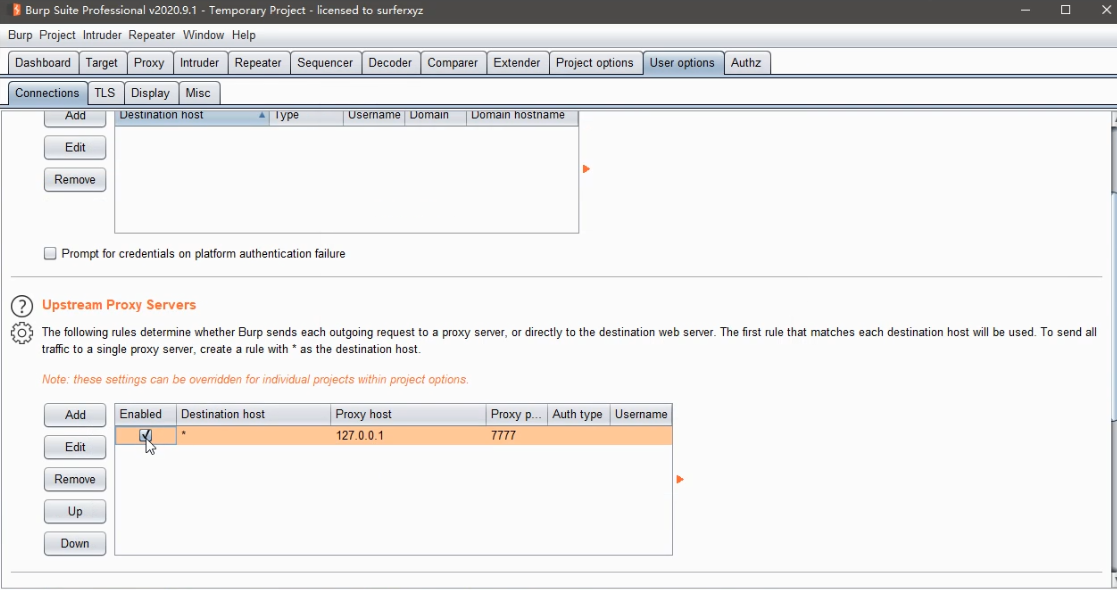 Burp Suite Professional v2020.9.1 - Temporary Project - licensed to surferxyz
Burp Project Intruder Repeater Window Help
Dashboard Target Proxy Intruder Repeater Sequencer Decoder Comparer Extender Project options User options Authz
Connections TLS Display Misc
Add Destination host Type Username Domain Domain hostname
Edit
Remove
Prompt for credentials on platform authentication failure
Upstream Proxy Servers
The following rules determine whether Burp sends each outgoing request to a proxy server, or directly to the destination web server. The first rule that matches each destination host will be used. To send all
traffic to a single proxy server, create a rule with * as the destination host.
Note: these settings can be overridden for individual projects within project options.
Add Enabled Destination host Proxy host Proxy p... Auth type Username
* 127.0.0.1 7777
Edit
Remove
Up
Down